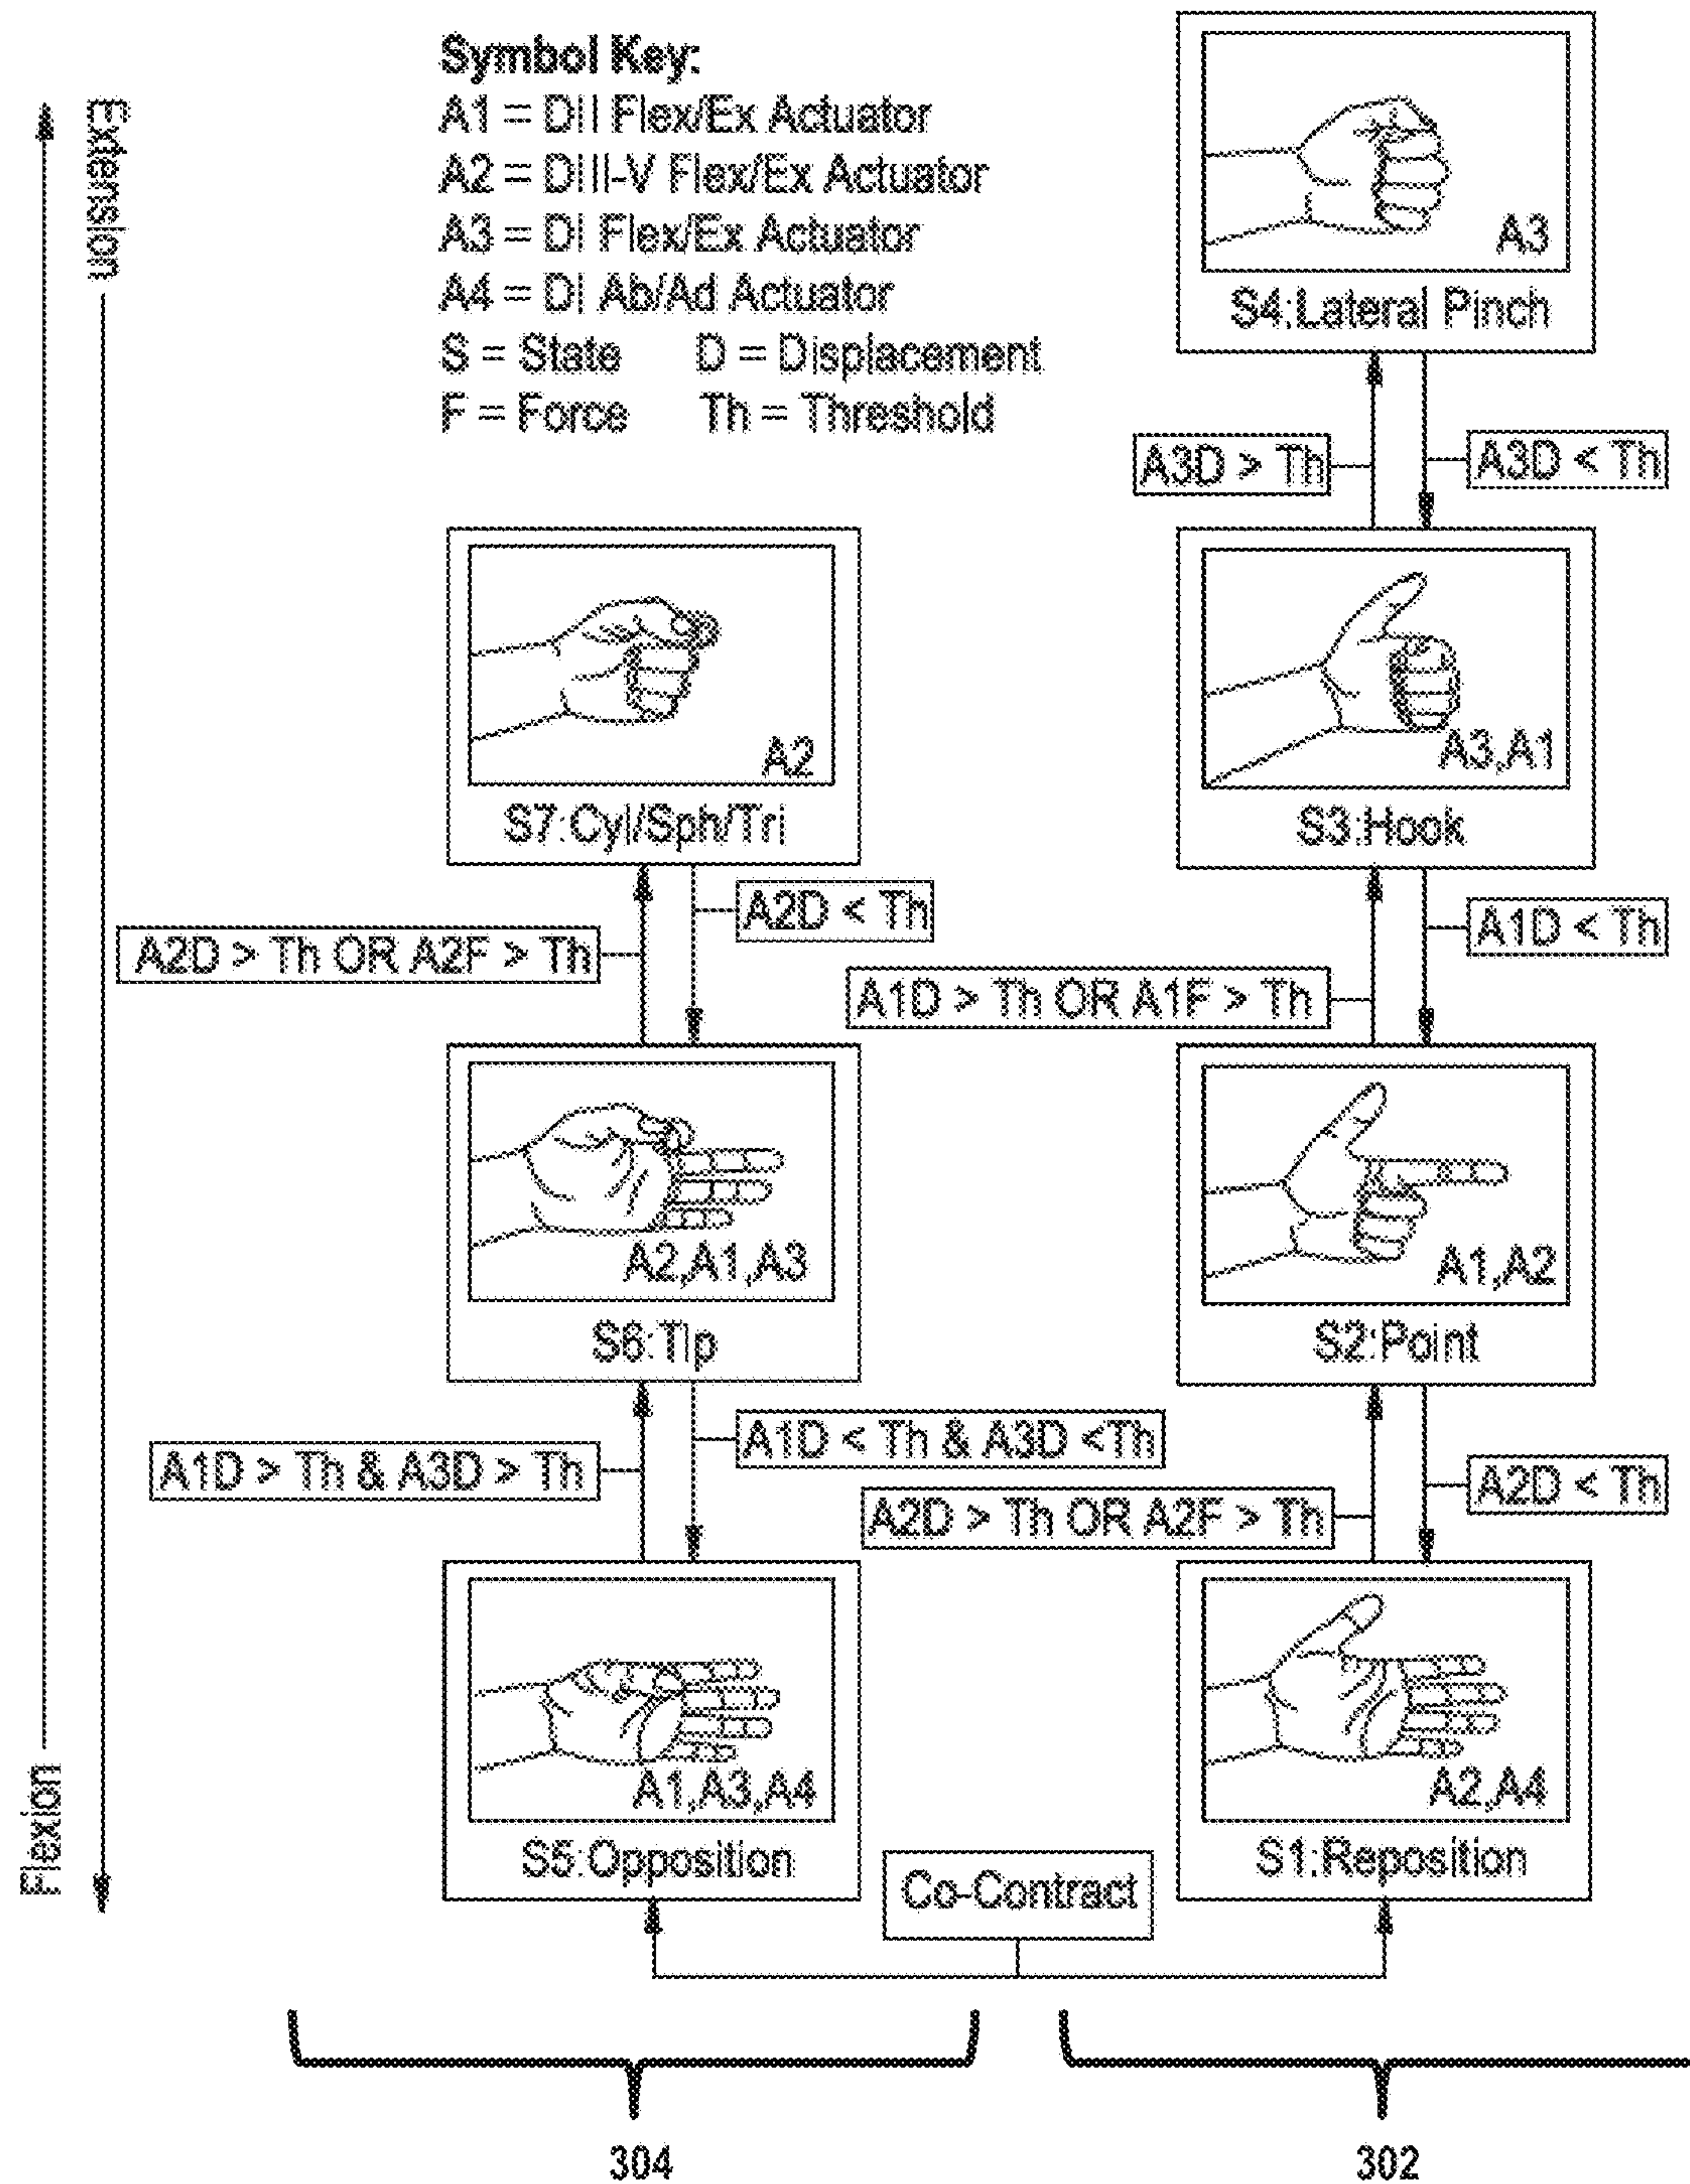 Extension
Flexion
Symbol Key:
A1 = DII Flex/Ex Actuator
A2 = DIII-V Flex/Ex Actuator
A3 = DI Flex/Ex Actuator
A4 = DI Ab/Ad Actuator
S = State D = Displacement
F = Force Th = Threshold
A3
S4:Lateral Pinch
A3D > Th
A3D < Th
A2
S7:Cyl/Sph/Tri
A3,A1
S3:Hook
A2D < Th
A2D > Th OR A2F > Th
A1D < Th
A1D > Th OR A1F > Th
A2,A1,A3
S6:Tip
A1,A2
S2:Point
A1D < Th & A3D <Th
A1D > Th & A3D > Th
A2D < Th
A2D > Th OR A2F > Th
A1,A3,A4
S5:Opposition
A2,A4
S1:Reposition
Co-Contract
304
302